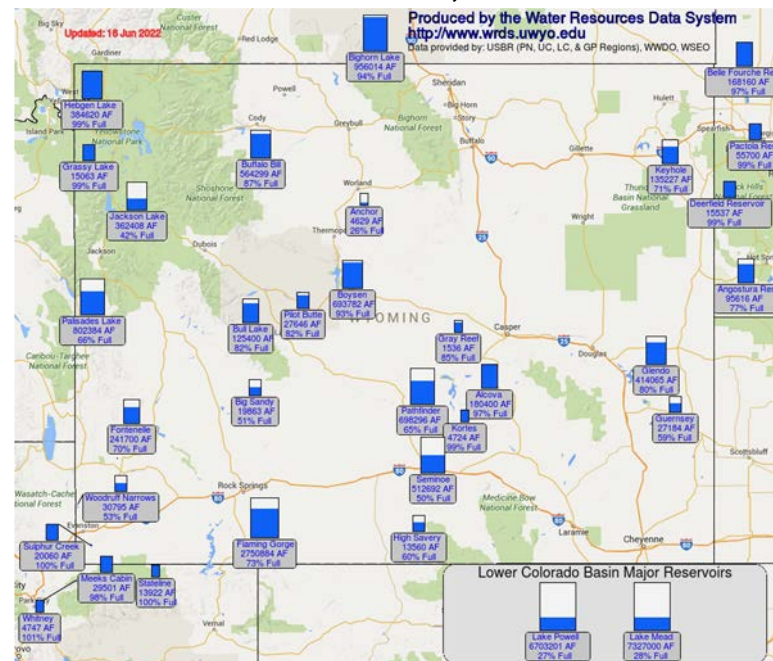 Updated: 16 Jun 2022
Produced by the Water Resources Data System
http://www.wrds.uwyo.edu
Data provided by: USBR (PN, UC, LC, & GP Regions), WWDO, WSEO
Big Sky
Custer
National Forest
Red Lodge
Gardiner
Bighorn Lake
956014 AF
94% Full
Sheridan
Belle Fourche Re
168160 AF
97% Full
Hebgen Lake
384620 AF
99% Full
Powell
Big Horn
Story
Hulett
Island Park
Cody
Greybull
Bighorn
National Forest
Buffalo
Gillette
Spearfish
Pactola Res
55700 AF
99% Full
Grassy Lake
15063 AF
99% Full
Buffalo Bill
564299 AF
87% Full
Keyhole
135227 AF
71% Full
Shoshone
National Forest
Worland
Basin National
Grassland
Deerfield Reservoir
15537 AF
99% Full
Jackson Lake
362408 AF
42% Full
Anchor
4629 AF
26% Full
Wright
Jackson
Dubois
25
Boysen
693782 AF
93% Full
Angostura Res
95616 AF
77% Full
Palisades Lake
802384 AF
66% Full
Bull Lake
125400 AF
82% Full
Pilot Butte
27646 AF
82% Full
WYOMING
Gray Reef
1536 AF
85% Full
Casper
25
Douglas
Caribou-Targhee
National Forest
Glendo
414065 AF
80% Full
Big Sandy
19863 AF
51% Full
Pathfinder
698296 AF
65% Full
Alcova
180400 AF
97% Full
Fontenelle
241700 AF
70% Full
Kortes
4724 AF
99% Full
Guernsey
27184 AF
59% Full
Scottsbluff
Seminoe
512692 AF
50% Full
80
Wasatch-Cache
Woodruff Narrows
30795 AF
53% Full
Rock Springs
80
Medicine Bow
National Forest
Evanston
Sulphur Creek
20060 AF
100% Full
Flaming Gorge
2750884 AF
73% Full
High Savery
13560 AF
60% Full
Laramie
80
Cheyenne
80
Meeks Cabin
29501 AF
98% Full
Stateline
13922 AF
100% Full
Whitney
4747 AF
101% Full
Vernal
Lower Colorado Basin Major Reservoirs
Lake Powell
6703201 AF
27% Full
Lake Mead
7327000 AF
28% Full